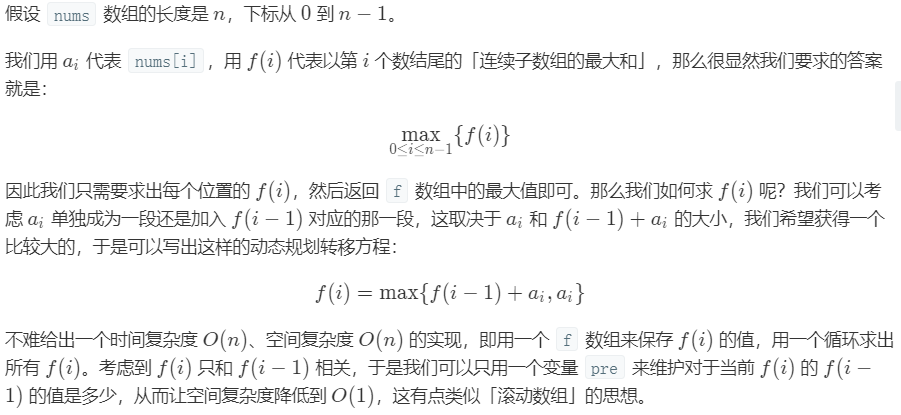 假设 nums 数组的长度是 n，下标从 0 到 n − 1。
我们用 a_i 代表 nums[i]，用 f(i) 代表以第 i 个数结尾的「连续子数组的最大和」，那么很显然我们要求的答案
就是：
max_{0≤i≤n−1}{f(i)}
因此我们只需要求出每个位置的 f(i)，然后返回 f 数组中的最大值即可。那么我们如何求 f(i) 呢？我们可以考
虑 a_i 单独成为一段还是加入 f(i − 1) 对应的那一段，这取决于 a_i 和 f(i − 1) + a_i 的大小，我们希望获得一个
比较大的，于是可以写出这样的动态规划转移方程：
f(i) = max{f(i − 1) + a_i, a_i}
不难给出一个时间复杂度 O(n)、空间复杂度 O(n) 的实现，即用一个 f 数组来保存 f(i) 的值，用一个循环求出
所有 f(i)。考虑到 f(i) 只和 f(i − 1) 相关，于是我们可以只用一个变量 pre 来维护对于当前 f(i) 的 f(i −
1) 的值是多少，从而让空间复杂度降低到 O(1)，这有点类似「滚动数组」的思想。